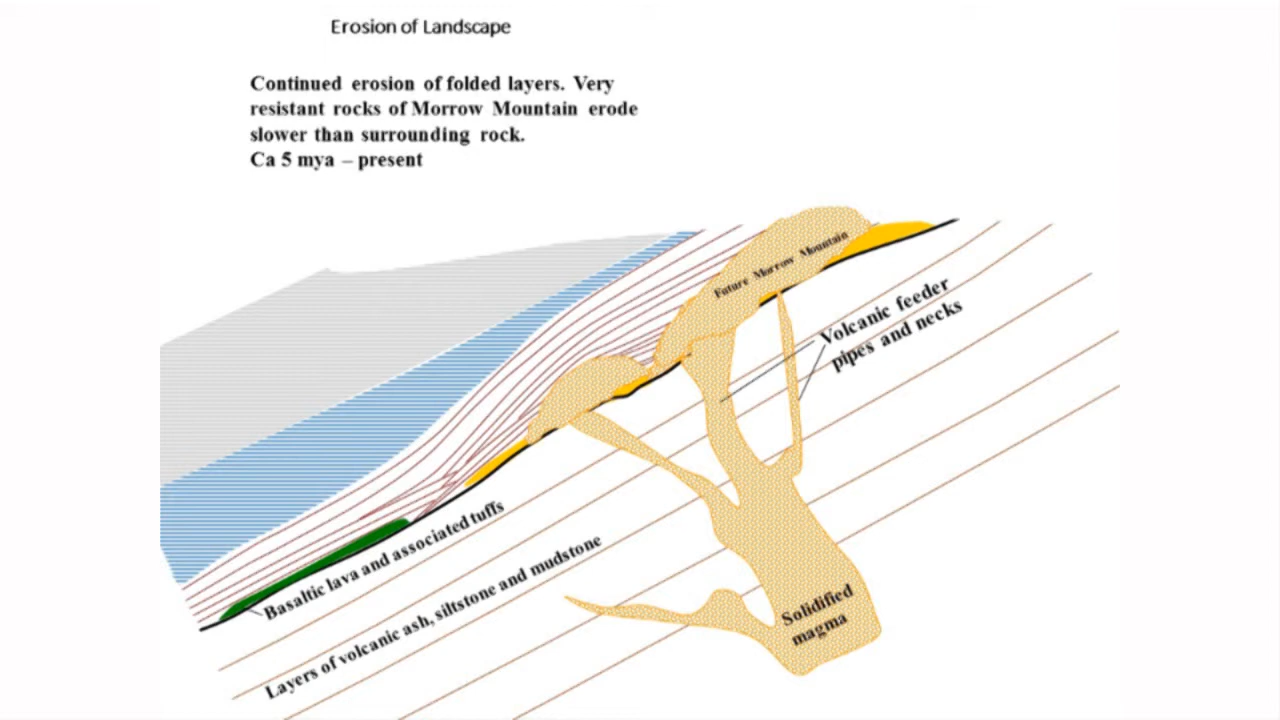 Erosion of Landscape
Continued erosion of folded layers. Very
resistant rocks of Morrow Mountain erode
slower than surrounding rock.
Ca 5 mya – present
Future Morrow Mountain
Volcanic feeder
pipes and necks
Basaltic lava and associated tuffs
Layers of volcanic ash, siltstone and mudstone
Solidified
magma